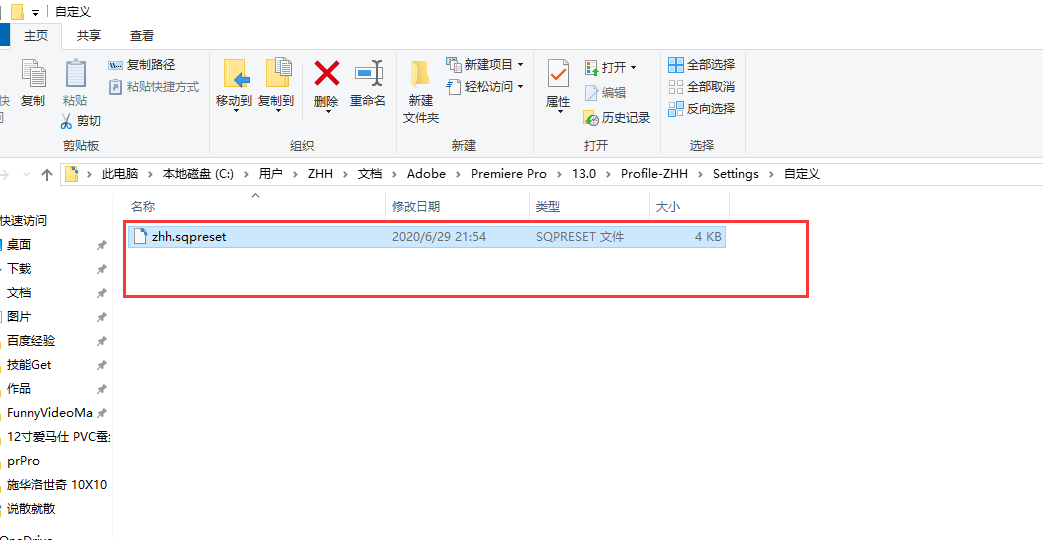 自定义
主页 共享 查看
复制 粘贴 复制路径 粘贴快捷方式 剪切
移动到 复制到 删除 重命名
新建文件夹 新建项目 轻松访问
属性 打开 编辑 历史记录
全部选择 全部取消 反向选择
剪贴板 组织 新建 打开 选择
此电脑 > 本地磁盘 (C:) > 用户 > ZHH > 文档 > Adobe > Premiere Pro > 13.0 > Profile-ZHH > Settings > 自定义
名称 修改日期 类型 大小
zhh.sqpreset 2020/6/29 21:54 SQPRESET 文件 4 KB
快速访问
桌面
下载
文档
图片
百度经验
技能Get
作品
FunnyVideoMa
12寸爱马仕 PVC蚕
prPro
施华洛世奇 10X10
说散就散
OneDrive